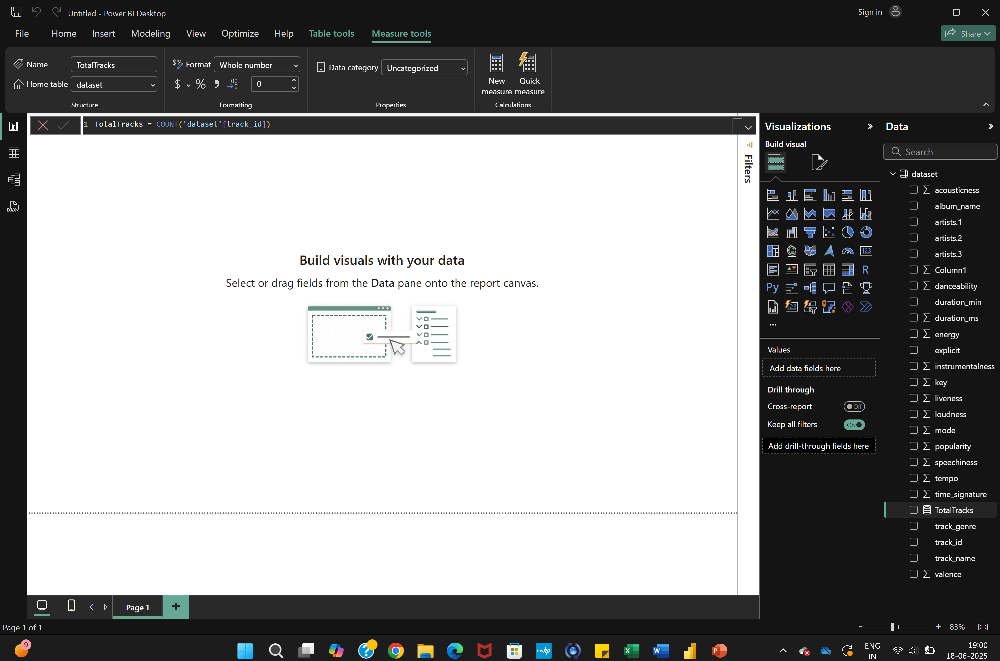 Untitled - Power BI Desktop
Sign in
File Home Insert Modeling View Optimize Help Table tools Measure tools
Share
Name TotalTracks
Home table dataset
Structure
$% Format Whole number
$ % , .00 →.0 0
Formatting
Data category Uncategorized
Properties
New measure
Quick measure
Calculations
1 TotalTracks = COUNT('dataset'[track_id])
DAX
Build visuals with your data
Select or drag fields from the Data pane onto the report canvas.
Filters
Visualizations
Build visual
123
R
Py
123
...
Values
Add data fields here
Drill through
Cross-report Off
Keep all filters On
Add drill-through fields here
Data
Search
dataset
acousticness
album_name
artists.1
artists.2
artists.3
Column1
danceability
duration_min
duration_ms
energy
explicit
instrumentalness
key
liveness
loudness
mode
popularity
speechiness
tempo
time_signature
TotalTracks
track_genre
track_id
track_name
valence
Page 1
+
Page 1 of 1
- + 83%
9
myhp
ENG
IN
19:00
18-06-2025